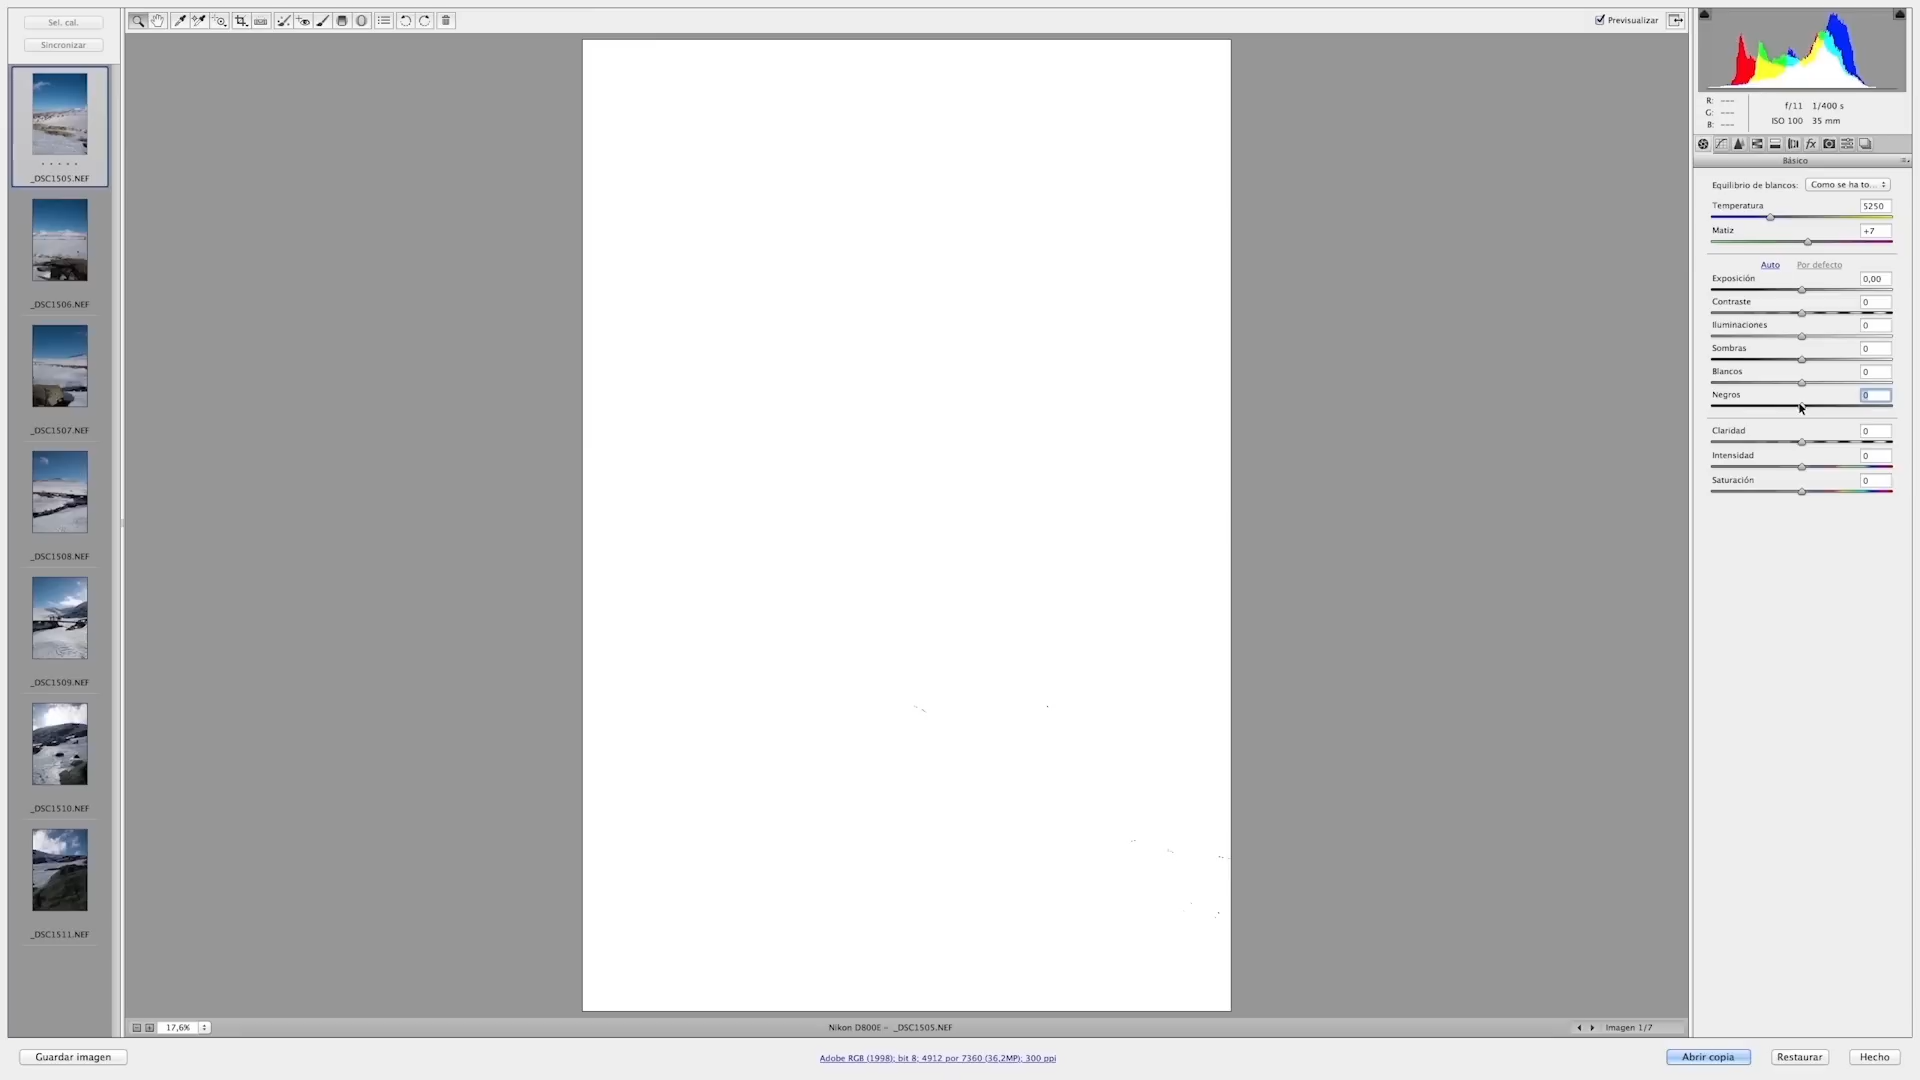 Sel. cal.
Sincronizar
_DSC1505.NEF
_DSC1506.NEF
_DSC1507.NEF
_DSC1508.NEF
_DSC1509.NEF
_DSC1510.NEF
_DSC1511.NEF
Previsualizar
R: ---
G: ---
B: ---
f/11 1/400 s
ISO 100 35 mm
fx
Básico
Equilibrio de blancos: Como se ha to...
Temperatura 5250
Matiz +7
Auto Por defecto
Exposición 0,00
Contraste 0
Iluminaciones 0
Sombras 0
Blancos 0
Negros 0
Claridad 0
Intensidad 0
Saturación 0
17,6%
Nikon D800E – _DSC1505.NEF
Imagen 1/7
Guardar imagen
Adobe RGB (1998); bit 8; 4912 por 7360 (36,2MP); 300 ppi
Abrir copia
Restaurar
Hecho